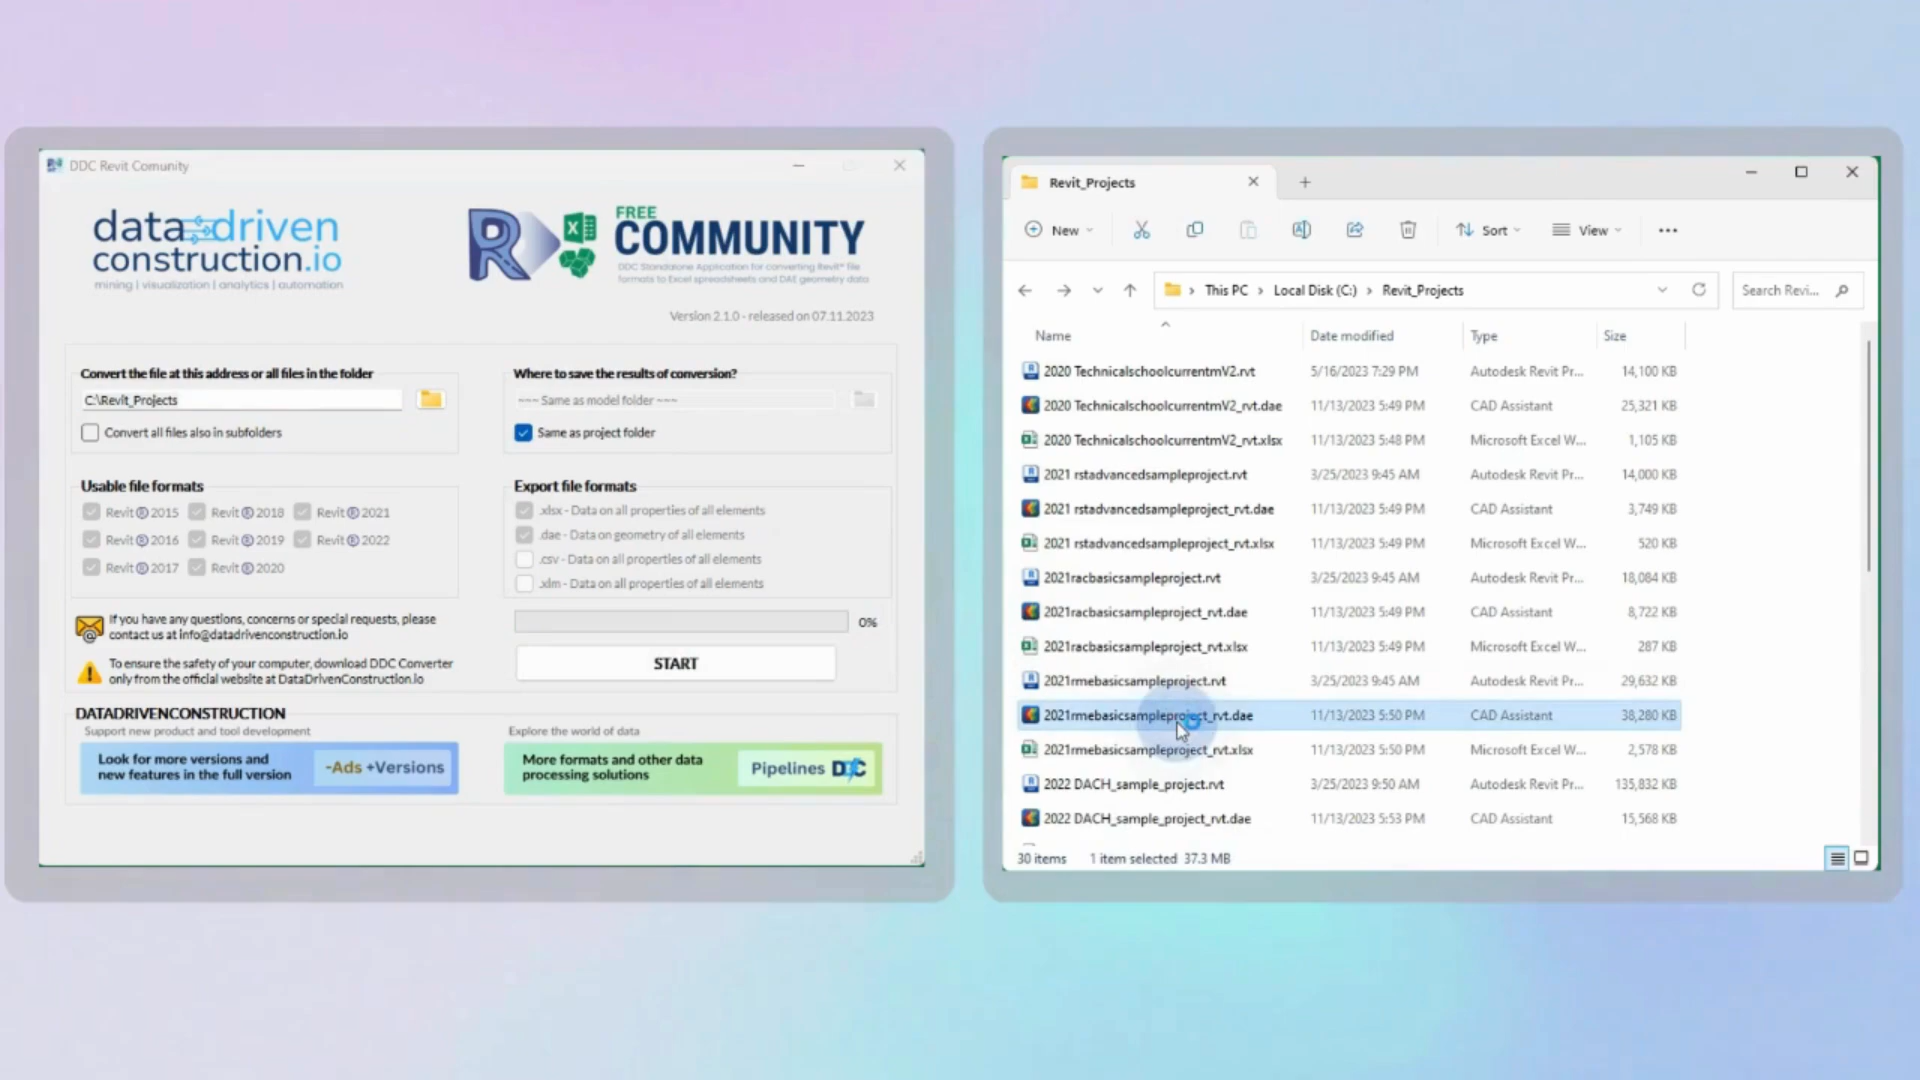 DDC Revit Comunity
data driven
construction.io
mining | visualization | analytics | automation
FREE
COMMUNITY
DDC Standalone Application for converting Revit® file
formats to Excel spreadsheets and DAE geometry data
Version 2.1.0 - released on 07.11.2023
Convert the file at this address or all files in the folder
C:\Revit_Projects
Convert all files also in subfolders
Where to save the results of conversion?
~~~ Same as model folder ~~~
Same as project folder
Usable file formats
Revit® 2015 Revit® 2018 Revit® 2021
Revit® 2016 Revit® 2019 Revit® 2022
Revit® 2017 Revit® 2020
Export file formats
.xlsx - Data on all properties of all elements
.dae - Data on geometry of all elements
.csv - Data on all properties of all elements
.xlm - Data on all properties of all elements
If you have any questions, concerns or special requests, please
contact us at info@datadrivenconstruction.io
To ensure the safety of your computer, download DDC Converter
only from the official website at DataDrivenConstruction.io
0%
START
DATADRIVENCONSTRUCTION
Support new product and tool development
Look for more versions and
new features in the full version
-Ads +Versions
Explore the world of data
More formats and other data
processing solutions
Pipelines DDC
Revit_Projects
New Sort View
This PC > Local Disk (C:) > Revit_Projects
Search Revi...
Name Date modified Type Size
2020 TechnicalschoolcurrentmV2.rvt 5/16/2023 7:29 PM Autodesk Revit Pr... 14,100 KB
2020 TechnicalschoolcurrentmV2_rvt.dae 11/13/2023 5:49 PM CAD Assistant 25,321 KB
2020 TechnicalschoolcurrentmV2_rvt.xlsx 11/13/2023 5:48 PM Microsoft Excel W... 1,105 KB
2021 rstadvancedsampleproject.rvt 3/25/2023 9:45 AM Autodesk Revit Pr... 14,000 KB
2021 rstadvancedsampleproject_rvt.dae 11/13/2023 5:49 PM CAD Assistant 3,749 KB
2021 rstadvancedsampleproject_rvt.xlsx 11/13/2023 5:49 PM Microsoft Excel W... 520 KB
2021racbasicsampleproject.rvt 3/25/2023 9:45 AM Autodesk Revit Pr... 18,084 KB
2021racbasicsampleproject_rvt.dae 11/13/2023 5:49 PM CAD Assistant 8,722 KB
2021racbasicsampleproject_rvt.xlsx 11/13/2023 5:49 PM Microsoft Excel W... 287 KB
2021rmebasicsampleproject.rvt 3/25/2023 9:45 AM Autodesk Revit Pr... 29,632 KB
2021rmebasicsampleproject_rvt.dae 11/13/2023 5:50 PM CAD Assistant 38,280 KB
2021rmebasicsampleproject_rvt.xlsx 11/13/2023 5:50 PM Microsoft Excel W... 2,578 KB
2022 DACH_sample_project.rvt 3/25/2023 9:50 AM Autodesk Revit Pr... 135,832 KB
2022 DACH_sample_project_rvt.dae 11/13/2023 5:53 PM CAD Assistant 15,568 KB
30 items 1 item selected 37.3 MB